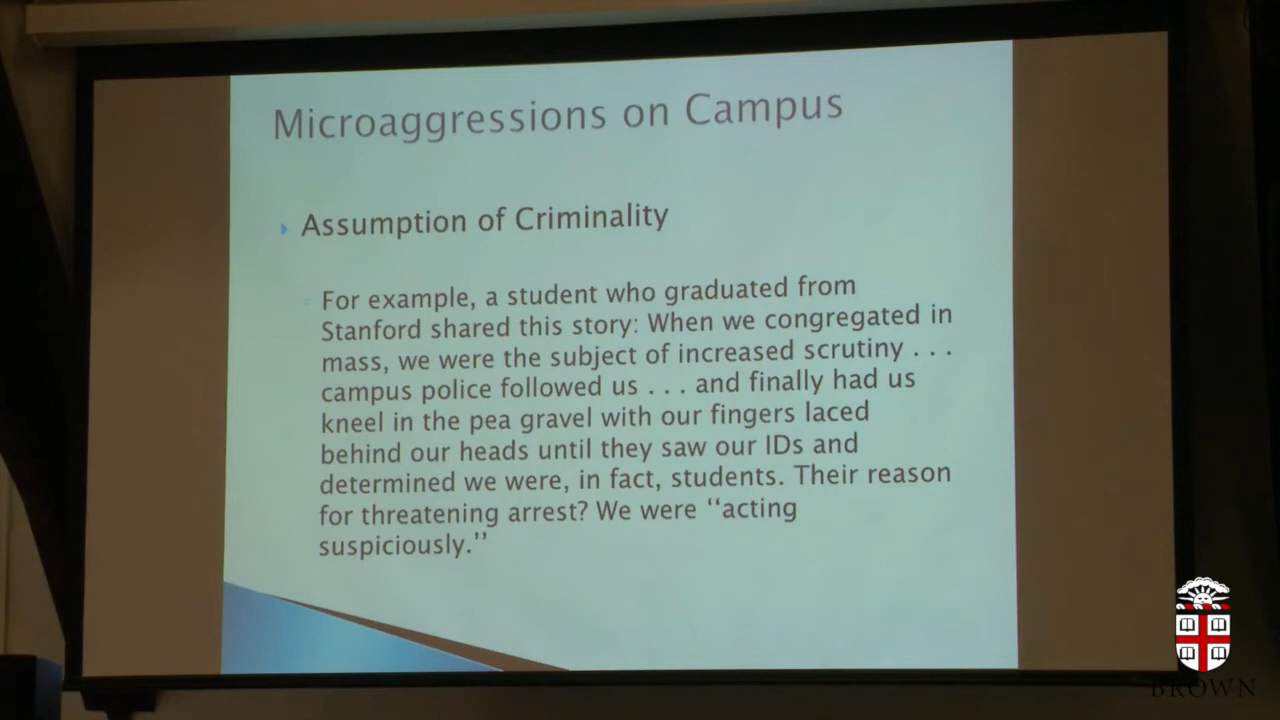 Microaggressions on Campus
Assumption of Criminality
For example, a student who graduated from
Stanford shared this story: When we congregated in
mass, we were the subject of increased scrutiny . . .
campus police followed us . . . and finally had us
kneel in the pea gravel with our fingers laced
behind our heads until they saw our IDs and
determined we were, in fact, students. Their reason
for threatening arrest? We were ‘‘acting
suspiciously.’’
BROWN